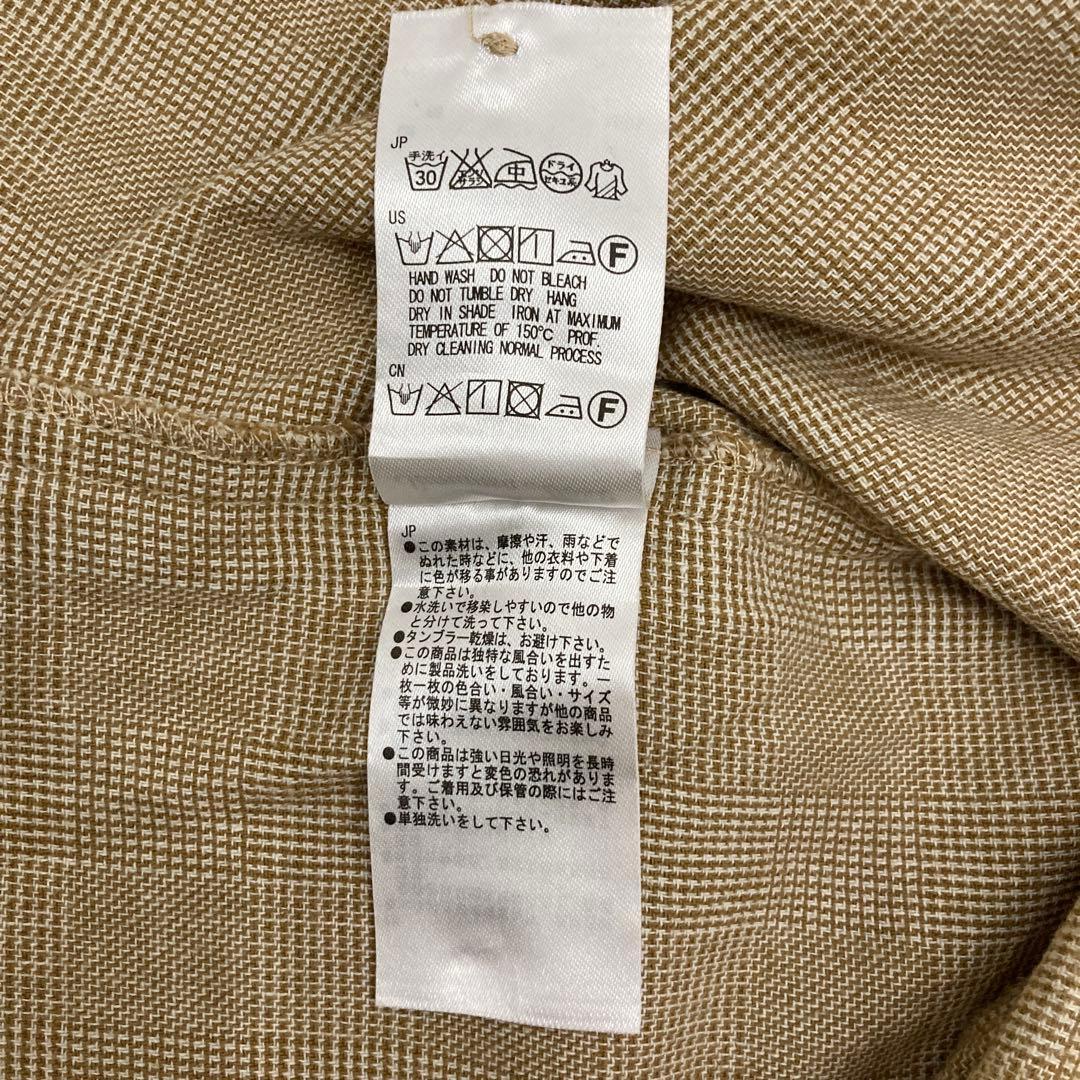 JP
手洗イ
30
エンソ サラシ
中
ドライ
セキユ系
US
F
HAND WASH DO NOT BLEACH
DO NOT TUMBLE DRY HANG
DRY IN SHADE IRON AT MAXIMUM
TEMPERATURE OF 150℃ PROF.
DRY CLEANING NORMAL PROCESS
CN
F
JP
●この素材は、摩擦や汗、雨などで
ぬれた時などに、他の衣料や下着
に色が移る事がありますのでご注
意下さい。
●水洗いで移染しやすいので他の物
と分けて洗って下さい。
●タンブラー乾燥は、お避け下さい。
●この商品は独特な風合いを出すた
めに製品洗いをしております。一
枚一枚の色合い・風合い・サイズ
等が微妙に異なりますが他の商品
では味わえない雰囲気をお楽しみ
下さい。
●この商品は強い日光や照明を長時
間受けますと変色の恐れがありま
す。ご着用及び保管の際にはご注
意下さい。
●単独洗いをして下さい。